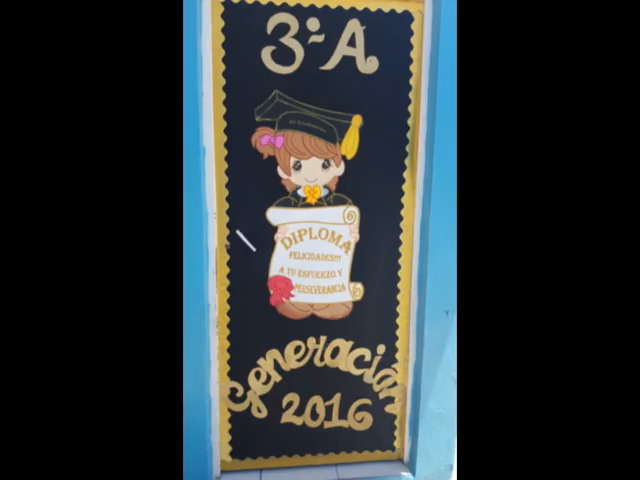 3°A
DIPLOMA
FELICIDADES!!!
A TU ESFUERZO Y
PERSEVERANCIA
Generación
2016